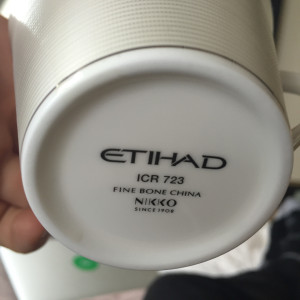 ETIHAD
ICR 723
FINE BONE CHINA
NIKKO
SINCE 1908